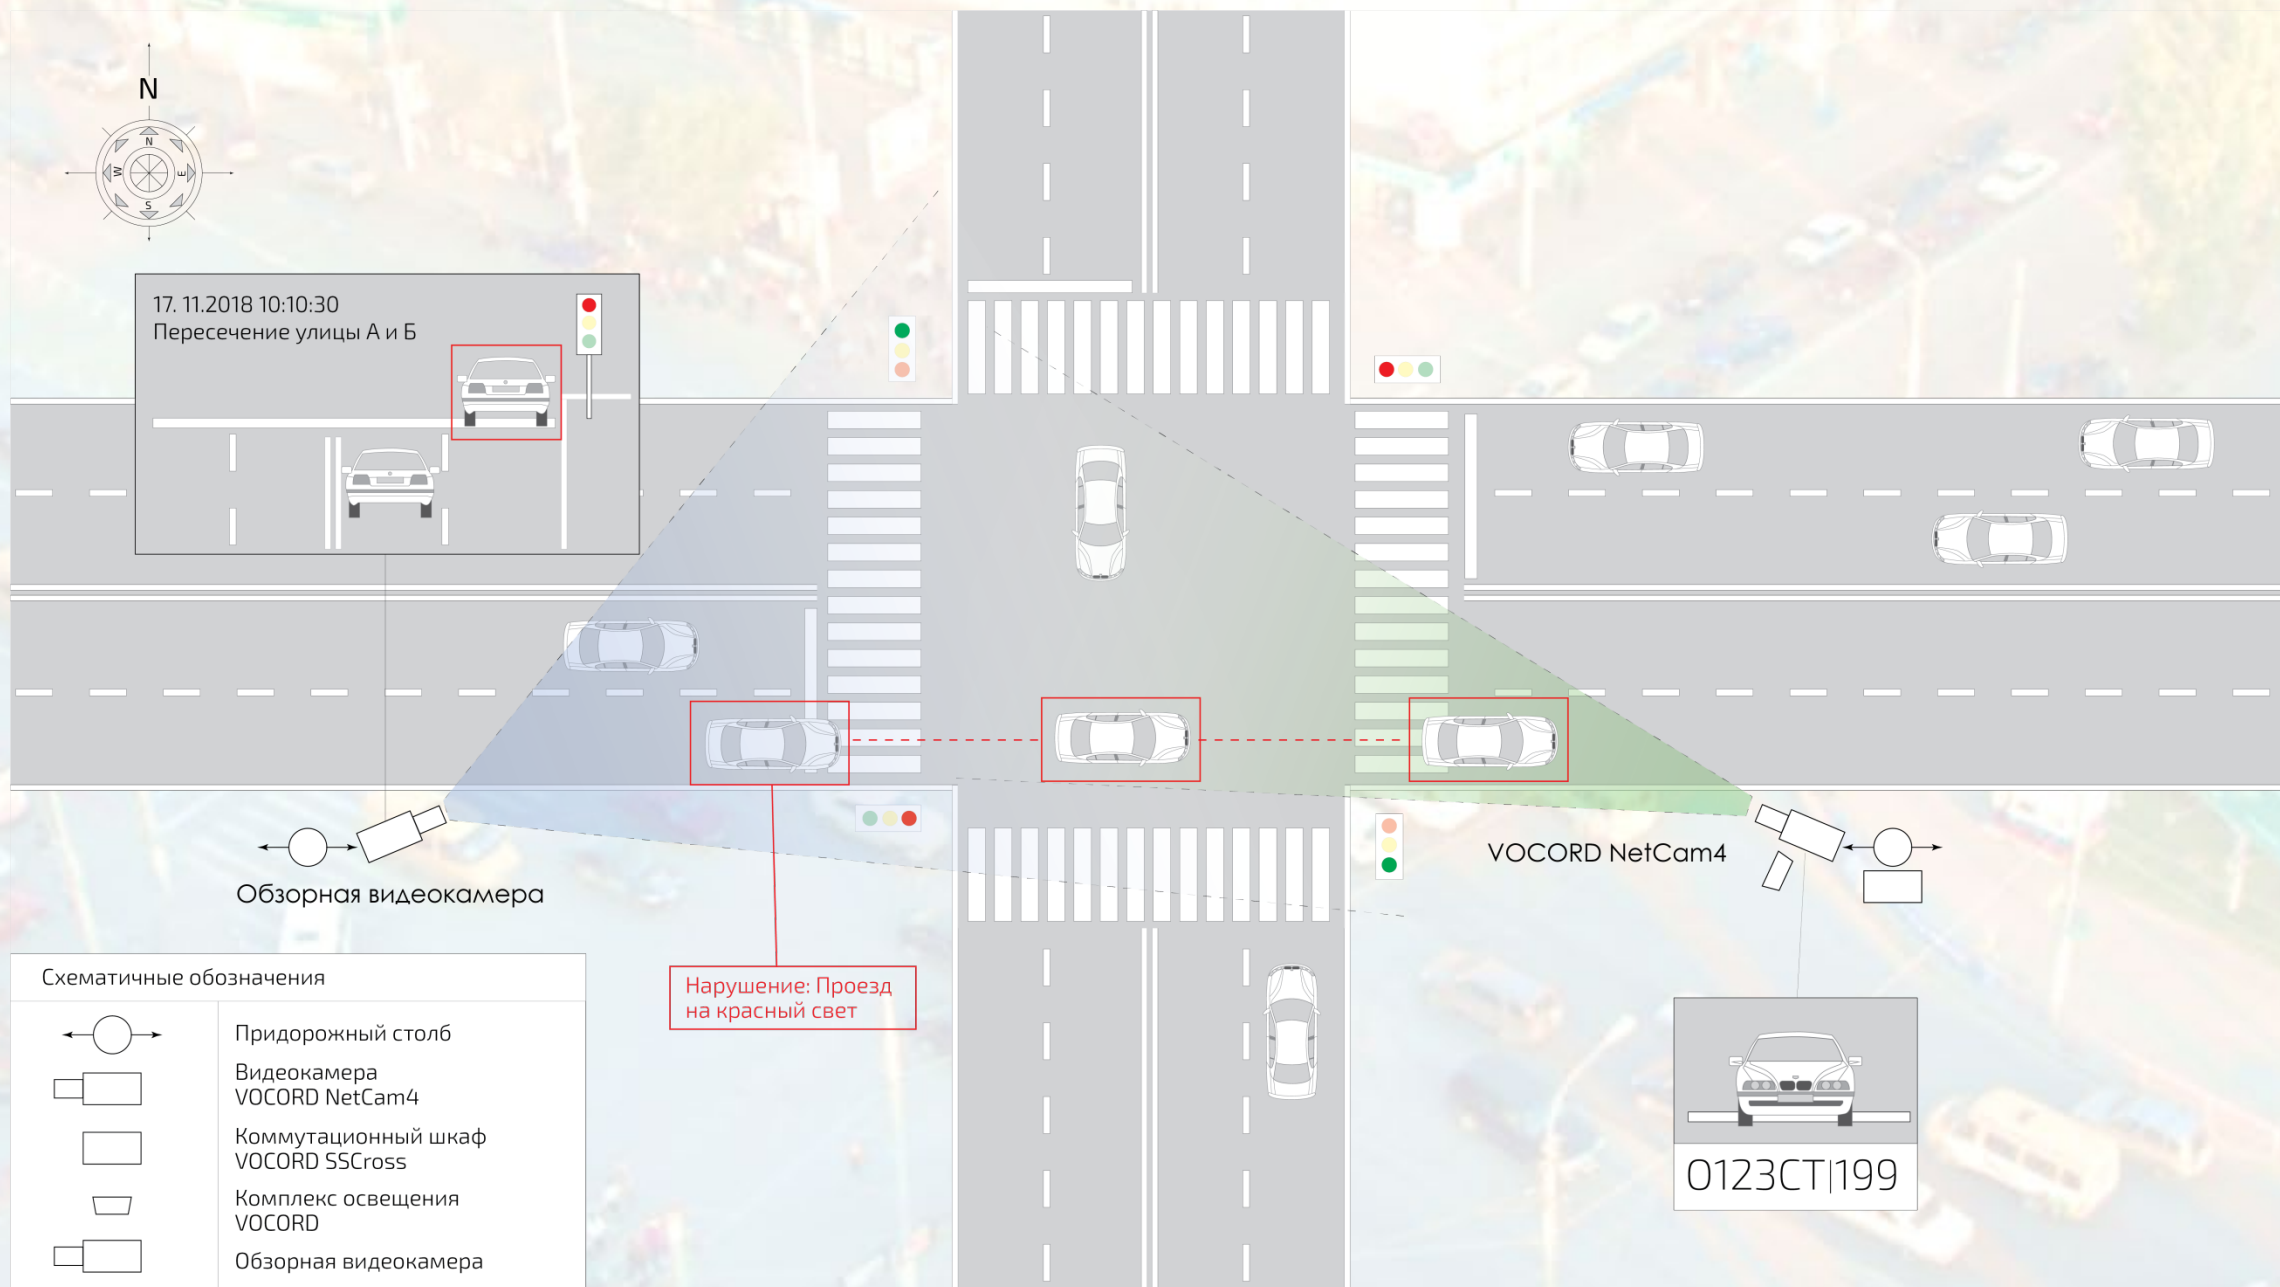 N
N
W
E
S
17. 11.2018 10:10:30
Пересечение улицы А и Б
Обзорная видеокамера
VOCORD NetCam4
Нарушение: Проезд
на красный свет
O123CT|199
Схематичные обозначения
Придорожный столб
Видеокамера
VOCORD NetCam4
Коммутационный шкаф
VOCORD SSCross
Комплекс освещения
VOCORD
Обзорная видеокамера